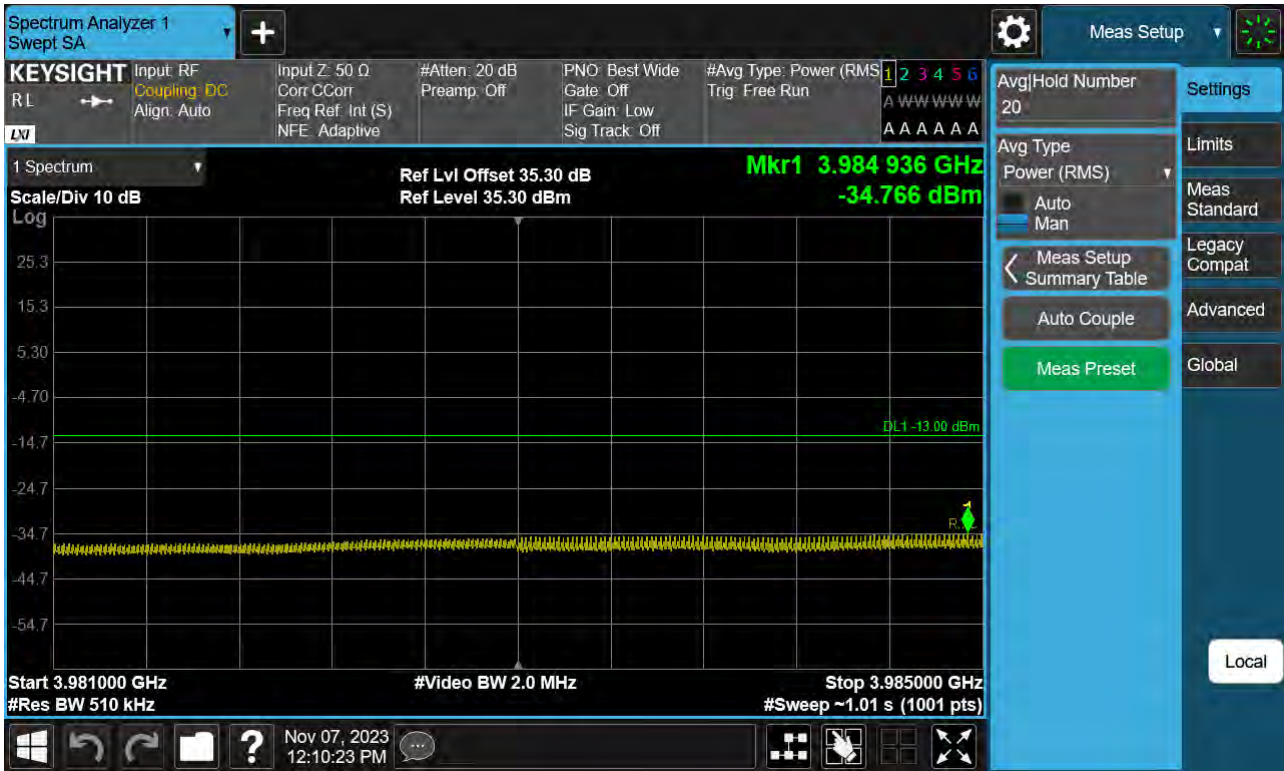 Spectrum Analyzer 1
Swept SA
Meas Setup
KEYSIGHT
RL
LXI
Input: RF
Coupling: DC
Align: Auto
Input Z: 50 Ω
Corr CCorr
Freq Ref: Int (S)
NFE: Adaptive
#Atten: 20 dB
Preamp: Off
PNO: Best Wide
Gate: Off
IF Gain: Low
Sig Track: Off
#Avg Type: Power (RMS
Trig: Free Run
1 2 3 4 5 6
A W W W W W
A A A A A A
1 Spectrum
Scale/Div 10 dB
Log
Ref Lvl Offset 35.30 dB
Ref Level 35.30 dBm
Mkr1 3.984 936 GHz
-34.766 dBm
25.3
15.3
5.30
-4.70
DL1 -13.00 dBm
-14.7
-24.7
1
-34.7
-44.7
-54.7
Start 3.981000 GHz
#Res BW 510 kHz
#Video BW 2.0 MHz
Stop 3.985000 GHz
#Sweep ~1.01 s (1001 pts)
Avg|Hold Number
20
Avg Type
Power (RMS)
Auto
Man
Meas Setup
Summary Table
Auto Couple
Meas Preset
Settings
Limits
Meas
Standard
Legacy
Compat
Advanced
Global
Local
?
Nov 07, 2023
12:10:23 PM